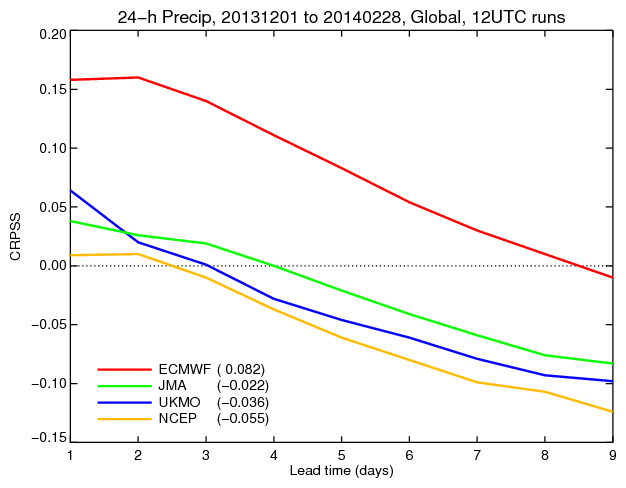 24−h Precip, 20131201 to 20140228, Global, 12UTC runs
0.20
0.15
0.10
0.05
0.00
−0.05
−0.10
−0.15
CRPSS
ECMWF ( 0.082)
JMA (−0.022)
UKMO (−0.036)
NCEP (−0.055)
1 2 3 4 5 6 7 8 9
Lead time (days)